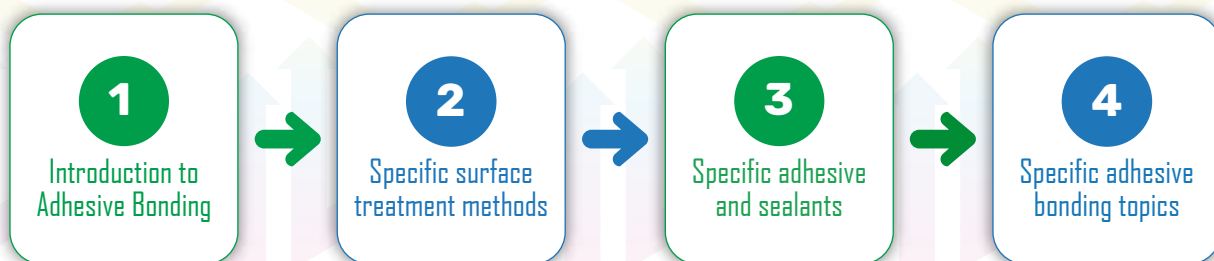 1
Introduction to
Adhesive Bonding
2
Specific surface
treatment methods
3
Specific adhesive
and sealants
4
Specific adhesive
bonding topics